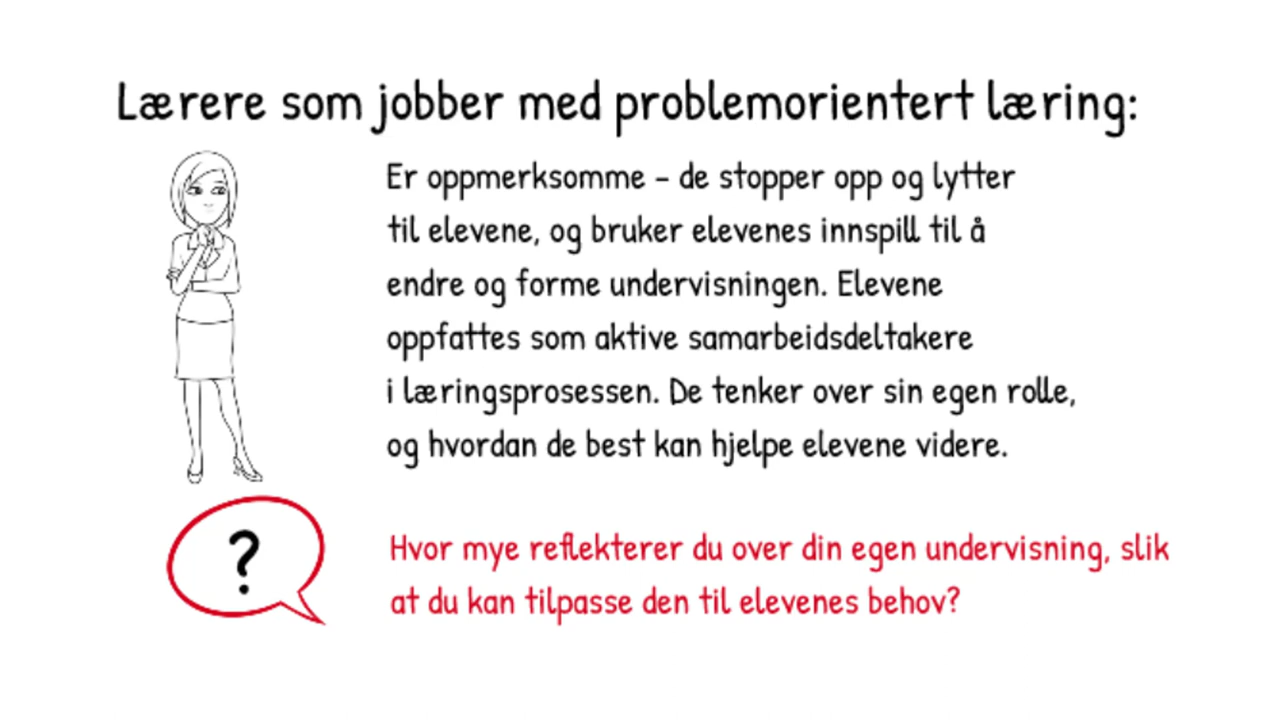 Lærere som jobber med problemorientert læring:
Er oppmerksomme – de stopper opp og lytter
til elevene, og bruker elevenes innspill til å
endre og forme undervisningen. Elevene
oppfattes som aktive samarbeidsdeltakere
i læringsprosessen. De tenker over sin egen rolle,
og hvordan de best kan hjelpe elevene videre.
?
Hvor mye reflekterer du over din egen undervisning, slik
at du kan tilpasse den til elevenes behov?